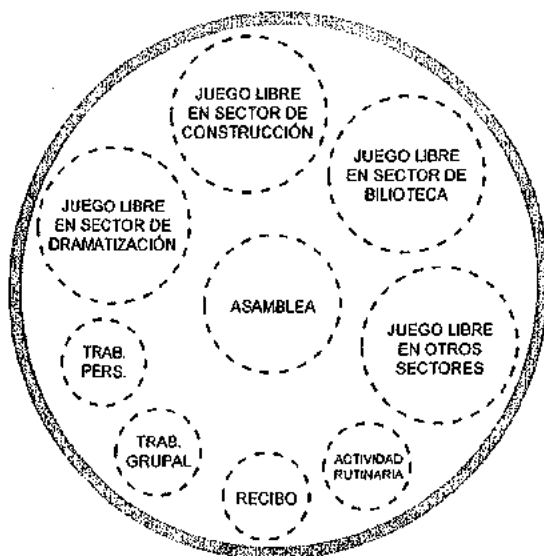 JUEGO LIBRE
EN SECTOR DE
CONSTRUCCIÓN
JUEGO LIBRE
EN SECTOR DE
BILIOTECA
JUEGO LIBRE
EN SECTOR DE
DRAMATIZACIÓN
ASAMBLEA
JUEGO LIBRE
EN OTROS
SECTORES
TRAB.
PERS.
TRAB.
GRUPAL
RECIBO
ACTIVIDAD
RUTINARIA